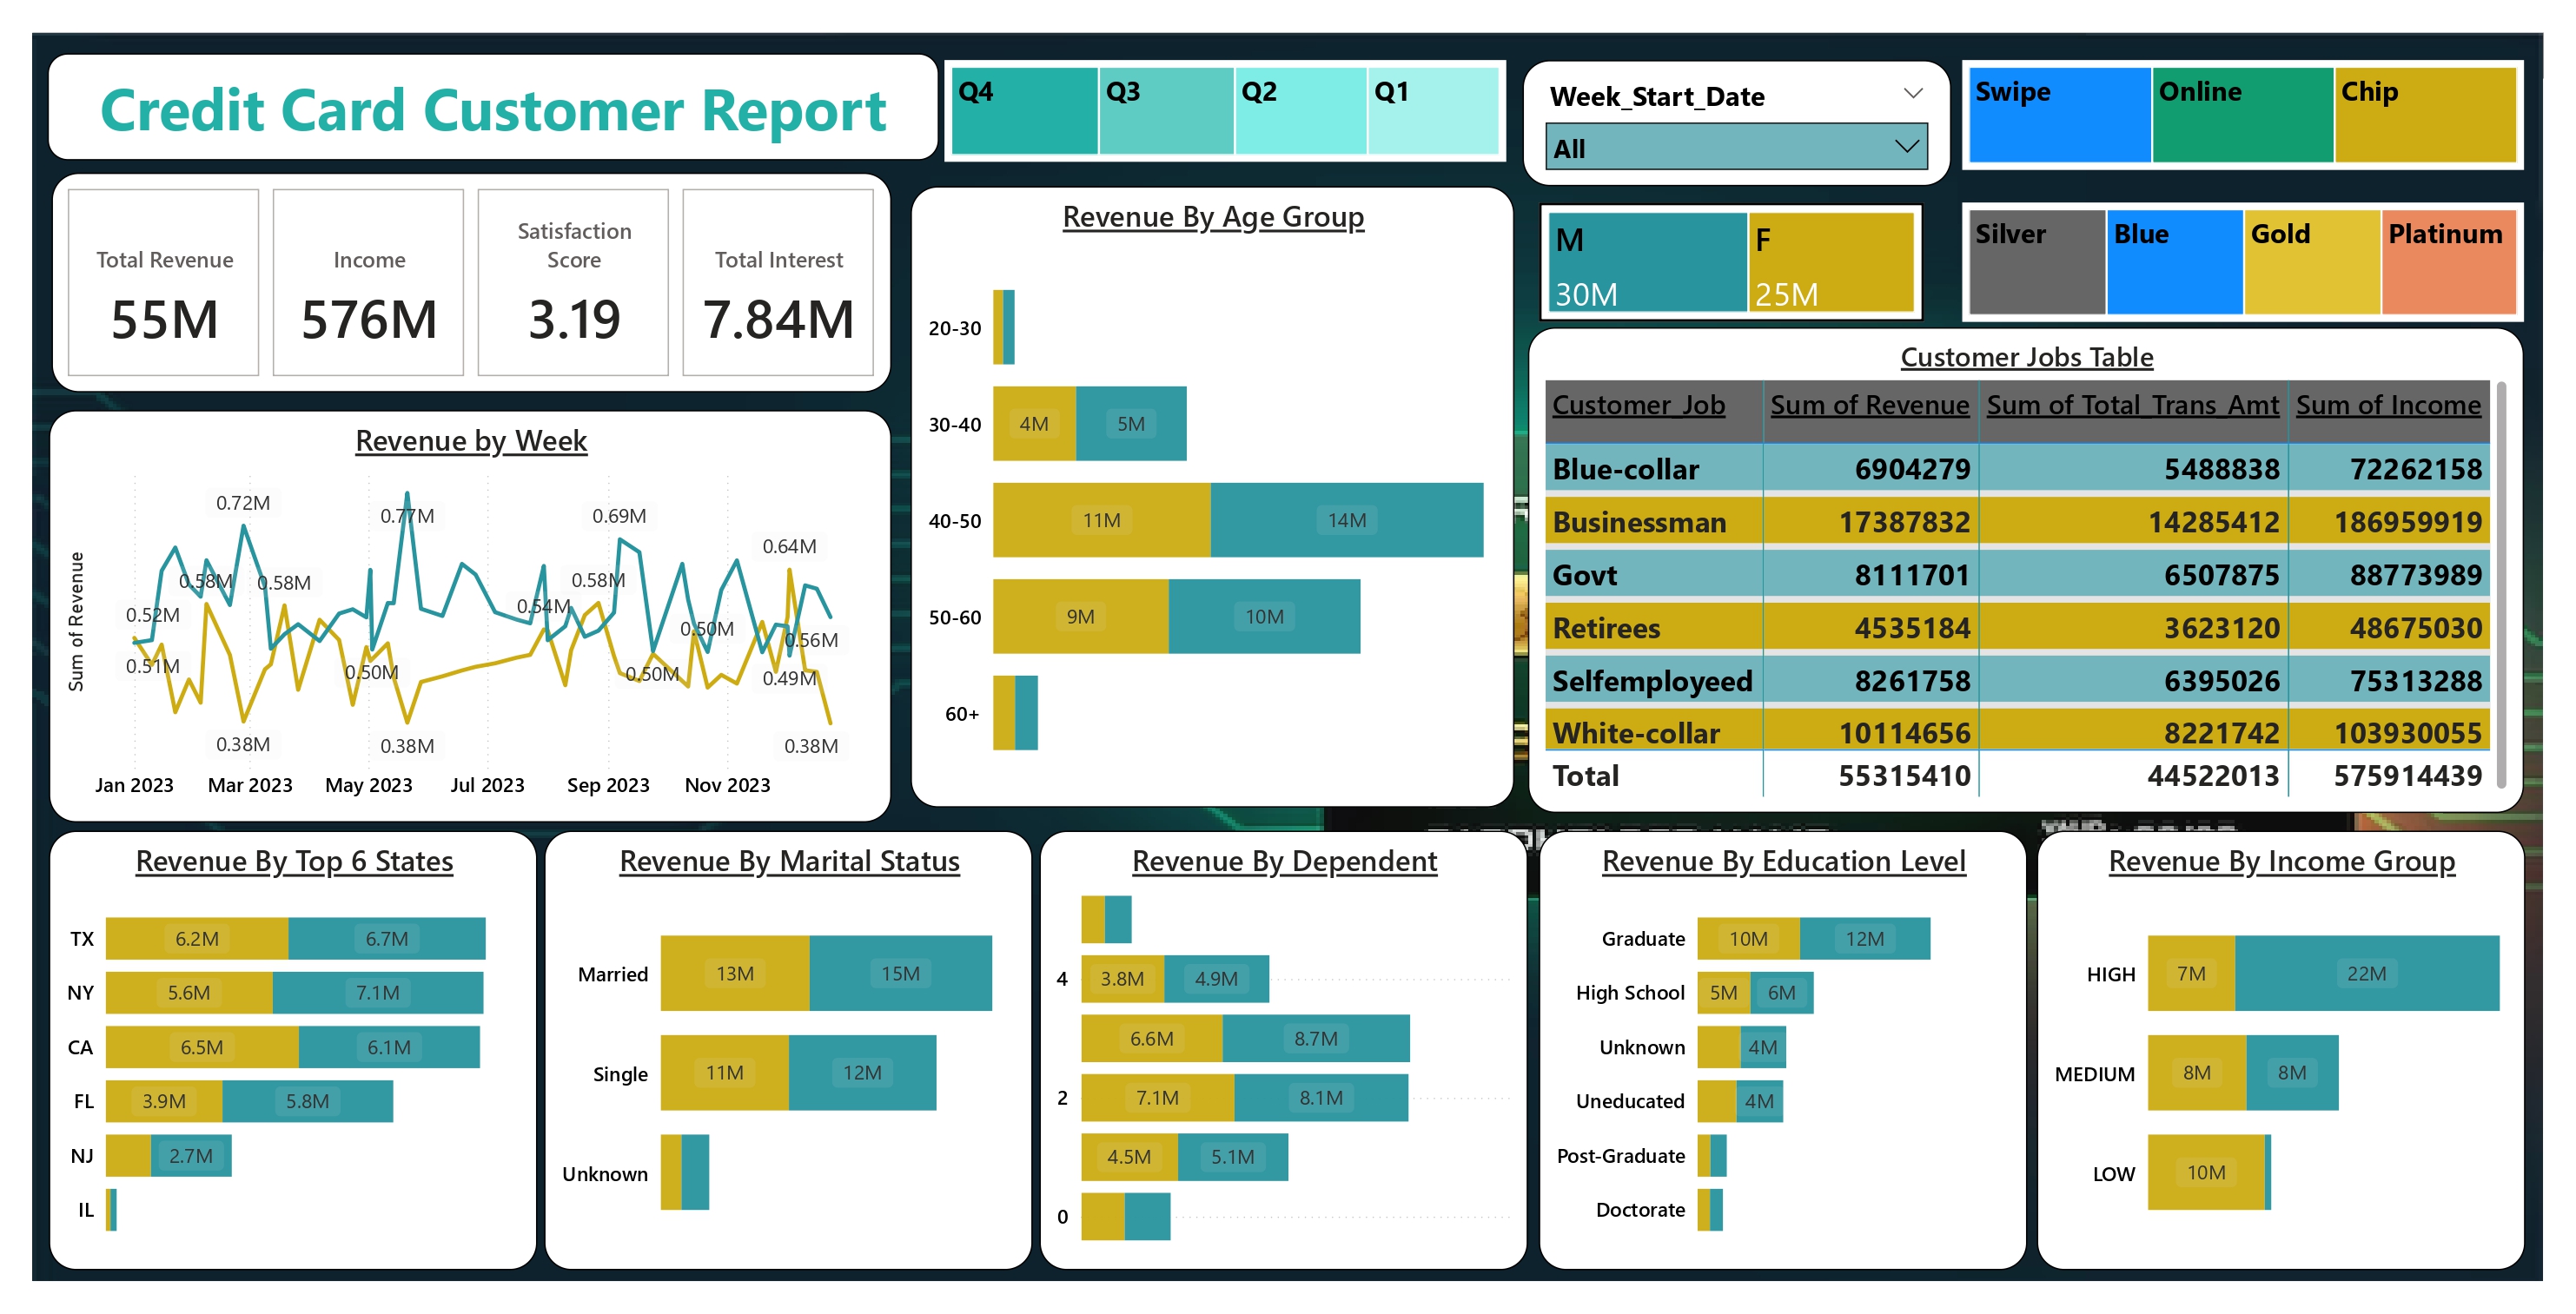 Credit Card Customer Report
Q4 Q3 Q2 Q1
Week_Start_Date
All
Swipe Online Chip
Total Revenue
55M
Income
576M
Satisfaction
Score
3.19
Total Interest
7.84M
M
30M
F
25M
Silver Blue Gold Platinum
Revenue By Age Group
20-30
30-40 4M 5M
40-50 11M 14M
50-60 9M 10M
60+
Customer Jobs Table
Customer_Job Sum of Revenue Sum of Total_Trans_Amt Sum of Income
Blue-collar 6904279 5488838 72262158
Businessman 17387832 14285412 186959919
Govt 8111701 6507875 88773989
Retirees 4535184 3623120 48675030
Selfemployeed 8261758 6395026 75313288
White-collar 10114656 8221742 103930055
Total 55315410 44522013 575914439
Revenue by Week
Sum of Revenue
0.72M 0.77M 0.69M
0.64M
0.58M 0.58M 0.58M
0.52M 0.54M
0.50M 0.56M
0.51M 0.50M 0.50M 0.49M
0.38M 0.38M 0.38M
Jan 2023 Mar 2023 May 2023 Jul 2023 Sep 2023 Nov 2023
Revenue By Top 6 States
TX 6.2M 6.7M
NY 5.6M 7.1M
CA 6.5M 6.1M
FL 3.9M 5.8M
NJ 2.7M
IL
Revenue By Marital Status
Married 13M 15M
Single 11M 12M
Unknown
Revenue By Dependent
4 3.8M 4.9M
6.6M 8.7M
2 7.1M 8.1M
4.5M 5.1M
0
Revenue By Education Level
Graduate 10M 12M
High School 5M 6M
Unknown 4M
Uneducated 4M
Post-Graduate
Doctorate
Revenue By Income Group
HIGH 7M 22M
MEDIUM 8M 8M
LOW 10M